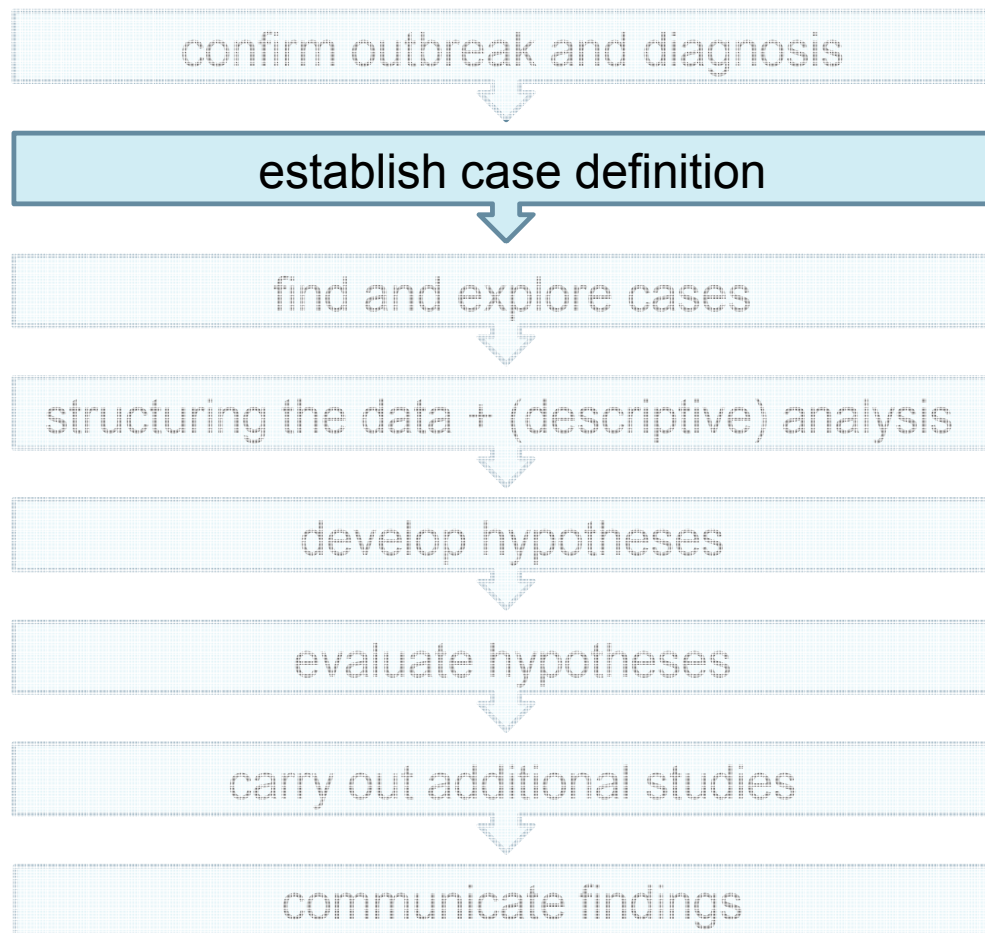 confirm outbreak and diagnosis
establish case definition
find and explore cases
structuring the data + (descriptive) analysis
develop hypotheses
evaluate hypotheses
carry out additional studies
communicate findings